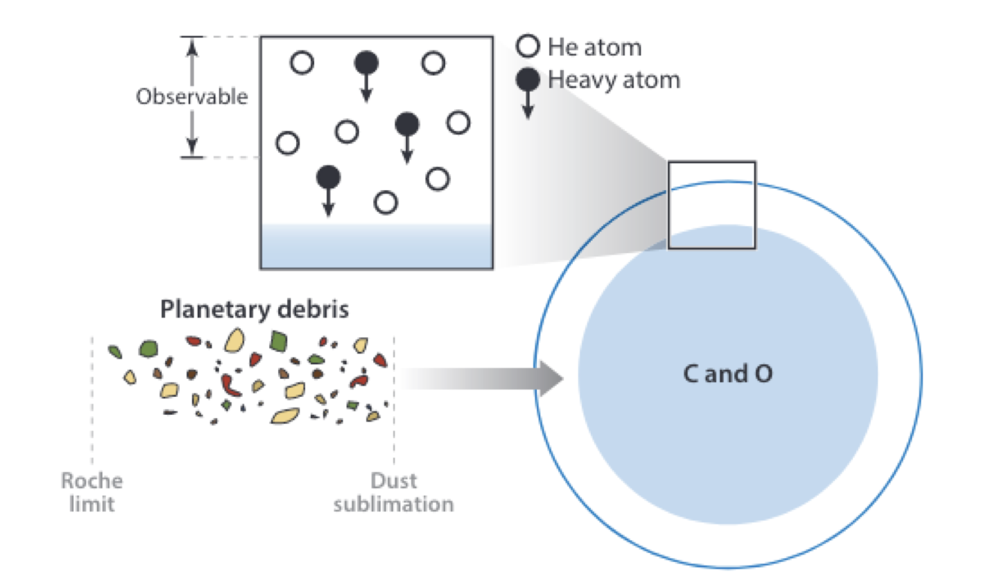 He atom
Heavy atom
Observable
Planetary debris
C and O
Roche
limit
Dust
sublimation